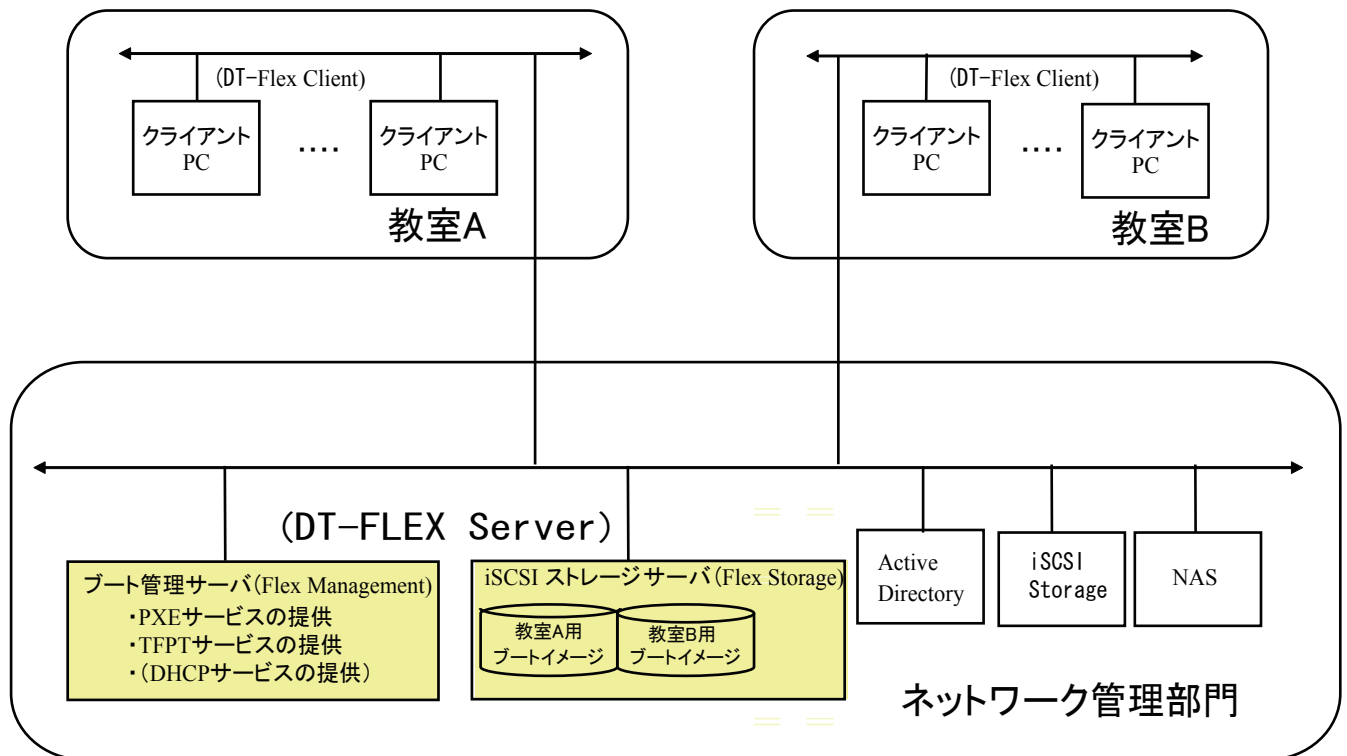 (DT-Flex Client)
クライアント
PC
....
クライアント
PC
教室A
(DT-Flex Client)
クライアント
PC
....
クライアント
PC
教室B
(DT-FLEX Server)
ブート管理サーバ(Flex Management)
・PXEサービスの提供
・TFPTサービスの提供
・(DHCPサービスの提供)
iSCSI ストレージサーバ(Flex Storage)
教室A用
ブートイメージ
教室B用
ブートイメージ
Active
Directory
iSCSI
Storage
NAS
ネットワーク管理部門